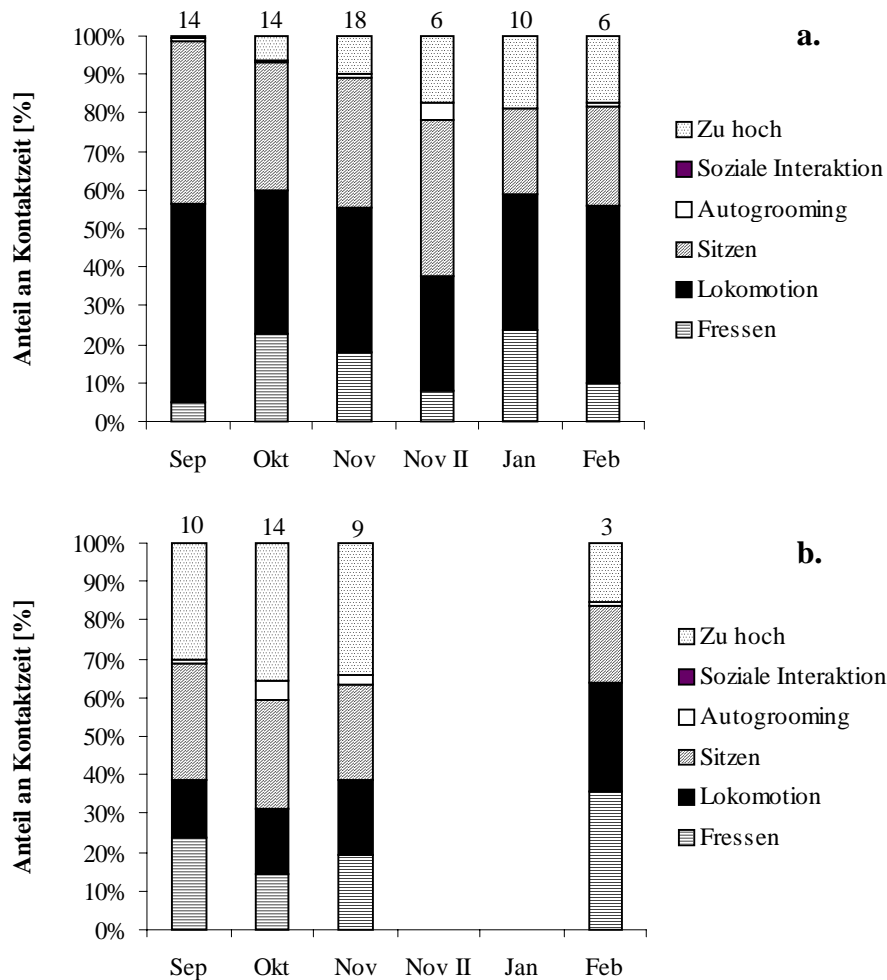 14 14 18 6 10 6
a.
Anteil an Kontaktzeit [%]
100%
90%
80%
70%
60%
50%
40%
30%
20%
10%
0%
Sep Okt Nov Nov II Jan Feb
Zu hoch
Soziale Interaktion
Autogrooming
Sitzen
Lokomotion
Fressen
10 14 9 3
b.
Anteil an Kontaktzeit [%]
100%
90%
80%
70%
60%
50%
40%
30%
20%
10%
0%
Sep Okt Nov Nov II Jan Feb
Zu hoch
Soziale Interaktion
Autogrooming
Sitzen
Lokomotion
Fressen